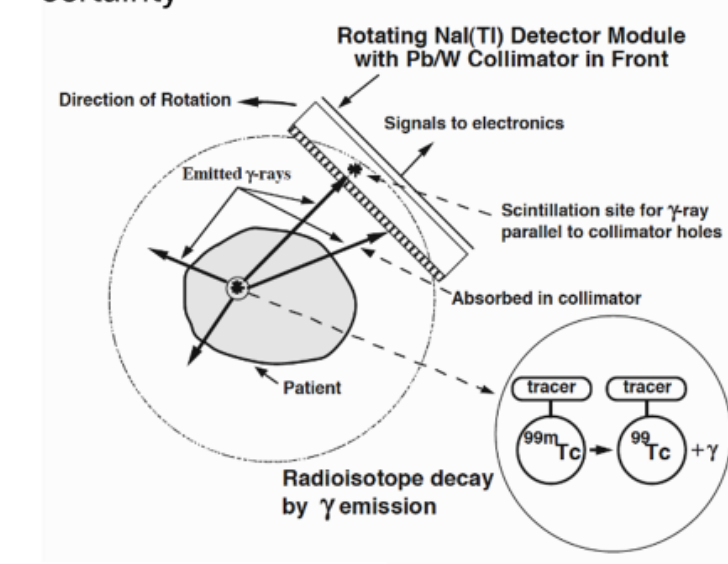 Rotating NaI(Tl) Detector Module
with Pb/W Collimator in Front
Direction of Rotation
Signals to electronics
Emitted γ-rays
Scintillation site for γ-ray
parallel to collimator holes
Absorbed in collimator
Patient
tracer tracer
99mTc 99Tc +γ
Radioisotope decay
by γ emission